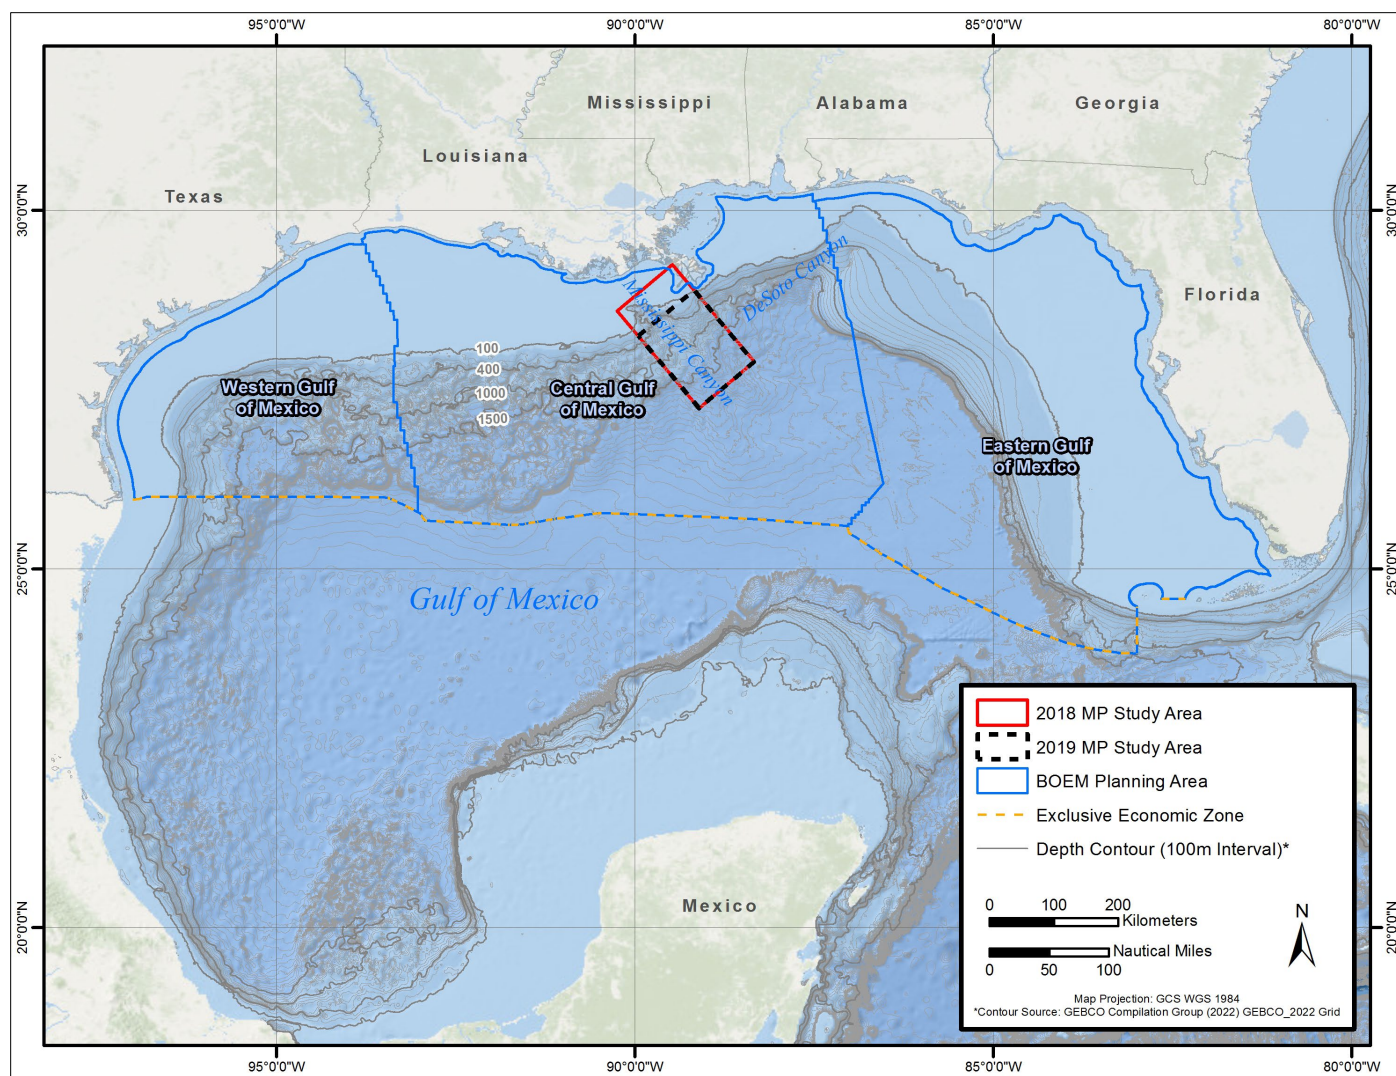 95°0'0"W
90°0'0"W
85°0'0"W
80°0'0"W
Mississippi
Alabama
Georgia
Louisiana
Texas
30°0'0"N
30°0'0"N
DeSoto Canyon
Florida
Mississippi Canyon
100
400
1000
1500
Western Gulf
of Mexico
Central Gulf
of Mexico
Eastern Gulf
of Mexico
25°0'0"N
25°0'0"N
Gulf of Mexico
2018 MP Study Area
2019 MP Study Area
BOEM Planning Area
Exclusive Economic Zone
Depth Contour (100m Interval)*
Mexico
0 100 200
Kilometers
N
Nautical Miles
0 50 100
20°0'0"N
20°0'0"N
Map Projection: GCS WGS 1984
*Contour Source: GEBCO Compilation Group (2022) GEBCO_2022 Grid
95°0'0"W
90°0'0"W
85°0'0"W
80°0'0"W